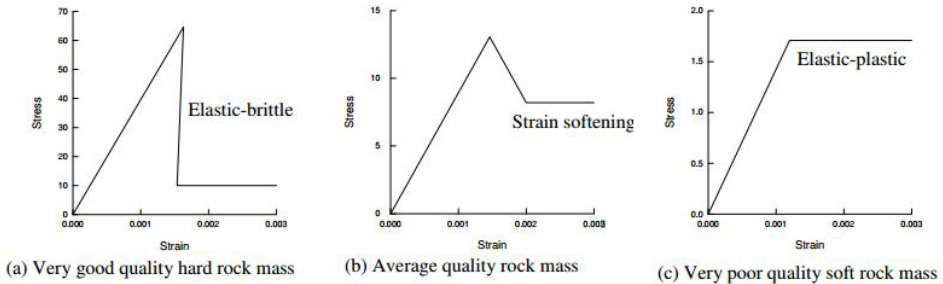 70
60
50
40
30
20
10
0
Stress
Elastic-brittle
0.000 0.001 0.002 0.003
Strain
(a) Very good quality hard rock mass
15
10
5
0
Stress
Strain softening
0.000 0.001 0.002 0.003
Strain
(b) Average quality rock mass
2.0
1.5
1.0
0.5
0.0
Stress
Elastic-plastic
0.000 0.001 0.002 0.003
Strain
(c) Very poor quality soft rock mass